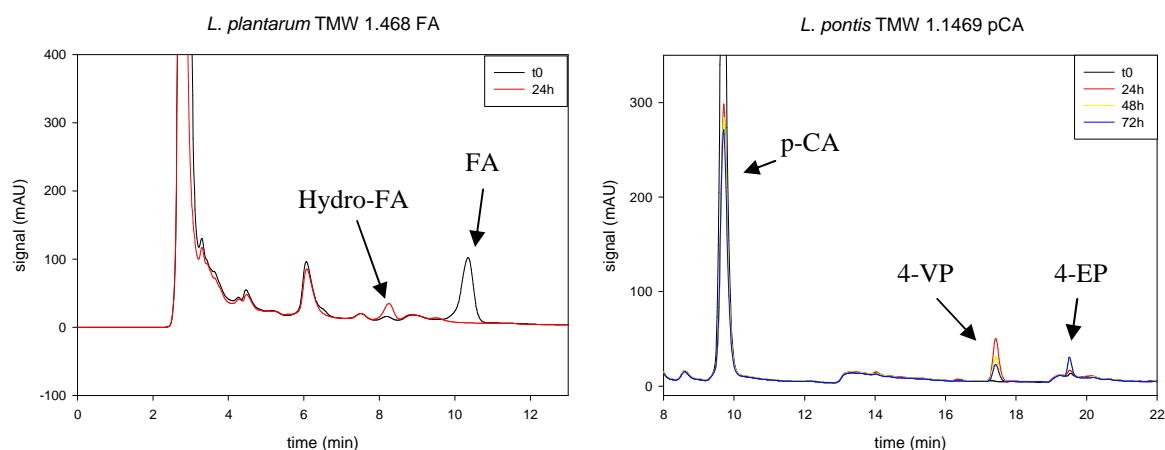 L. plantarum TMW 1.468 FA
400
300
200
100
0
-100
signal (mAU)
t0
24h
FA
Hydro-FA
0
2
4
6
8
10
12
time (min)
L. pontis TMW 1.1469 pCA
300
200
100
0
signal (mAU)
t0
24h
48h
72h
p-CA
4-VP
4-EP
8
10
12
14
16
18
20
22
time (min)